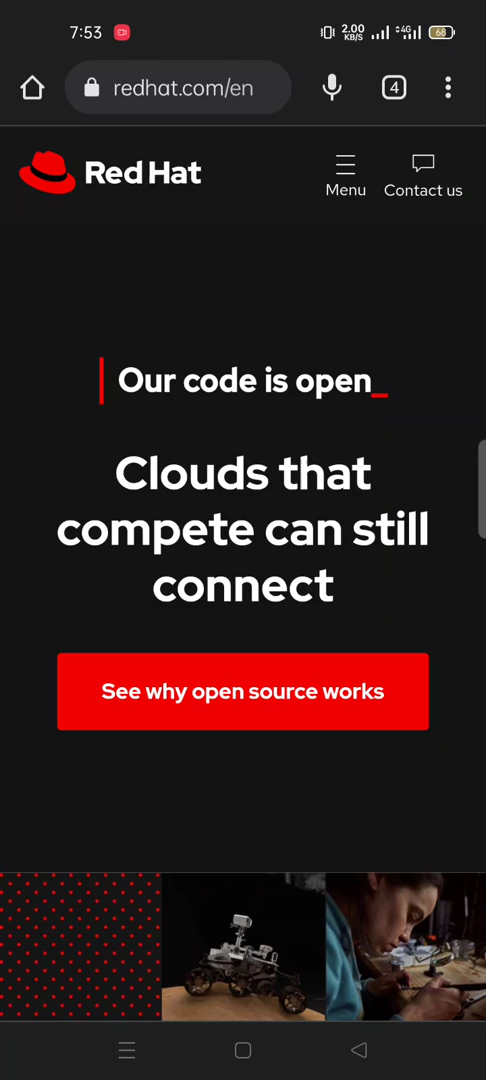 7:53 2.00 KB/S 4G 68
redhat.com/en 4
Red Hat
Menu Contact us
Our code is open_
Clouds that
compete can still
connect
See why open source works